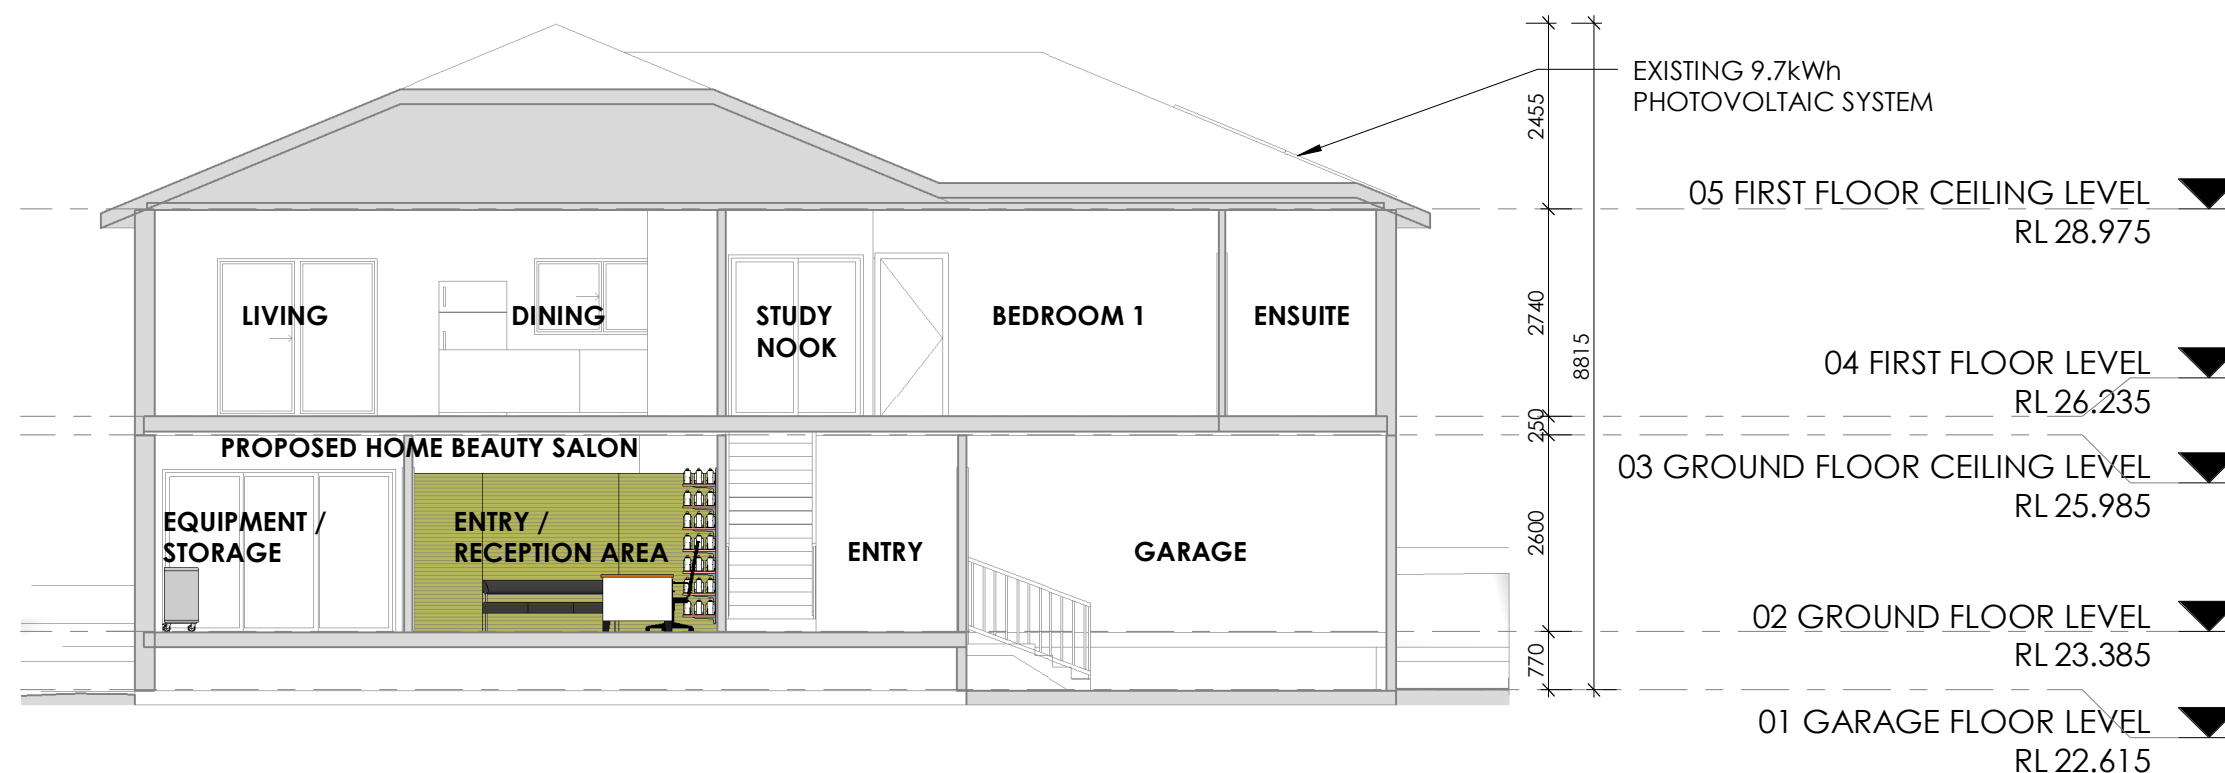 EXISTING 9.7kWh
PHOTOVOLTAIC SYSTEM
2455
05 FIRST FLOOR CEILING LEVEL
RL 28.975
LIVING
DINING
STUDY
NOOK
BEDROOM 1
ENSUITE
2740
8815
04 FIRST FLOOR LEVEL
RL 26.235
250
PROPOSED HOME BEAUTY SALON
03 GROUND FLOOR CEILING LEVEL
RL 25.985
EQUIPMENT /
STORAGE
ENTRY /
RECEPTION AREA
ENTRY
GARAGE
2600
02 GROUND FLOOR LEVEL
RL 23.385
770
01 GARAGE FLOOR LEVEL
RL 22.615